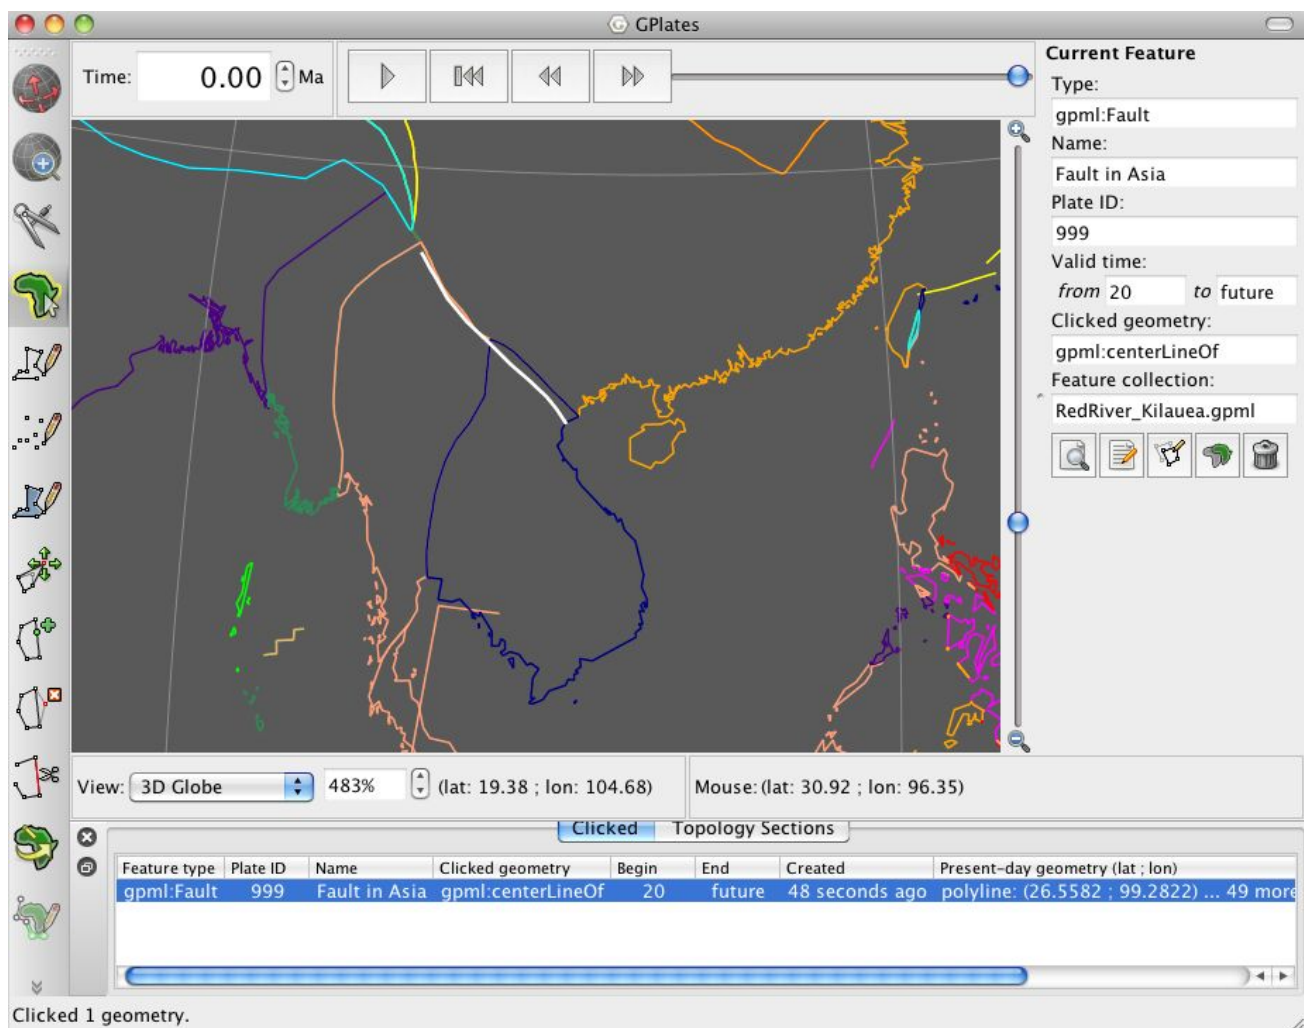 GPlates
Time: 0.00 Ma
Current Feature
Type:
gpml:Fault
Name:
Fault in Asia
Plate ID:
999
Valid time:
from 20 to future
Clicked geometry:
gpml:centerLineOf
Feature collection:
RedRiver_Kilauea.gpml
View: 3D Globe 483% (lat: 19.38 ; lon: 104.68) Mouse: (lat: 30.92 ; lon: 96.35)
Clicked Topology Sections
Feature type Plate ID Name Clicked geometry Begin End Created Present-day geometry (lat ; lon)
gpml:Fault 999 Fault in Asia gpml:centerLineOf 20 future 48 seconds ago polyline: (26.5582 ; 99.2822) ... 49 more
Clicked 1 geometry.